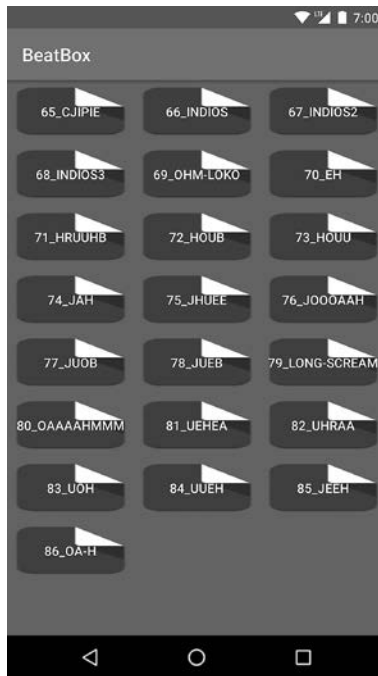 LTE 7:00
BeatBox
65_CJIPIE 66_INDIOS 67_INDIOS2
68_INDIOS3 69_OHM-LOKO 70_EH
71_HRUUHB 72_HOUB 73_HOUU
74_JAH 75_JHUEE 76_JOOOAAH
77_JUOB 78_JUEB 79_LONG-SCREAM
80_OAAAAHMMM 81_UEHEA 82_UHRAA
83_UOH 84_UUEH 85_JEEH
86_OA-H